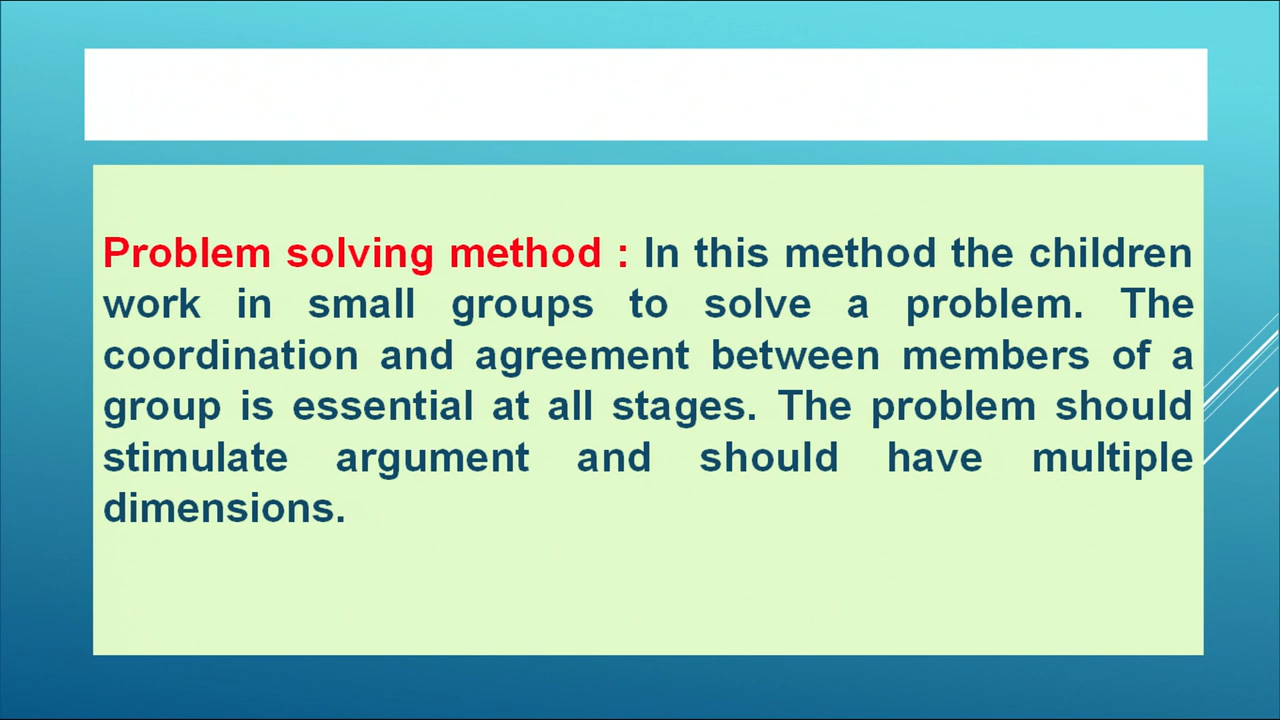 Problem solving method : In this method the children
work in small groups to solve a problem. The
coordination and agreement between members of a
group is essential at all stages. The problem should
stimulate argument and should have multiple
dimensions.